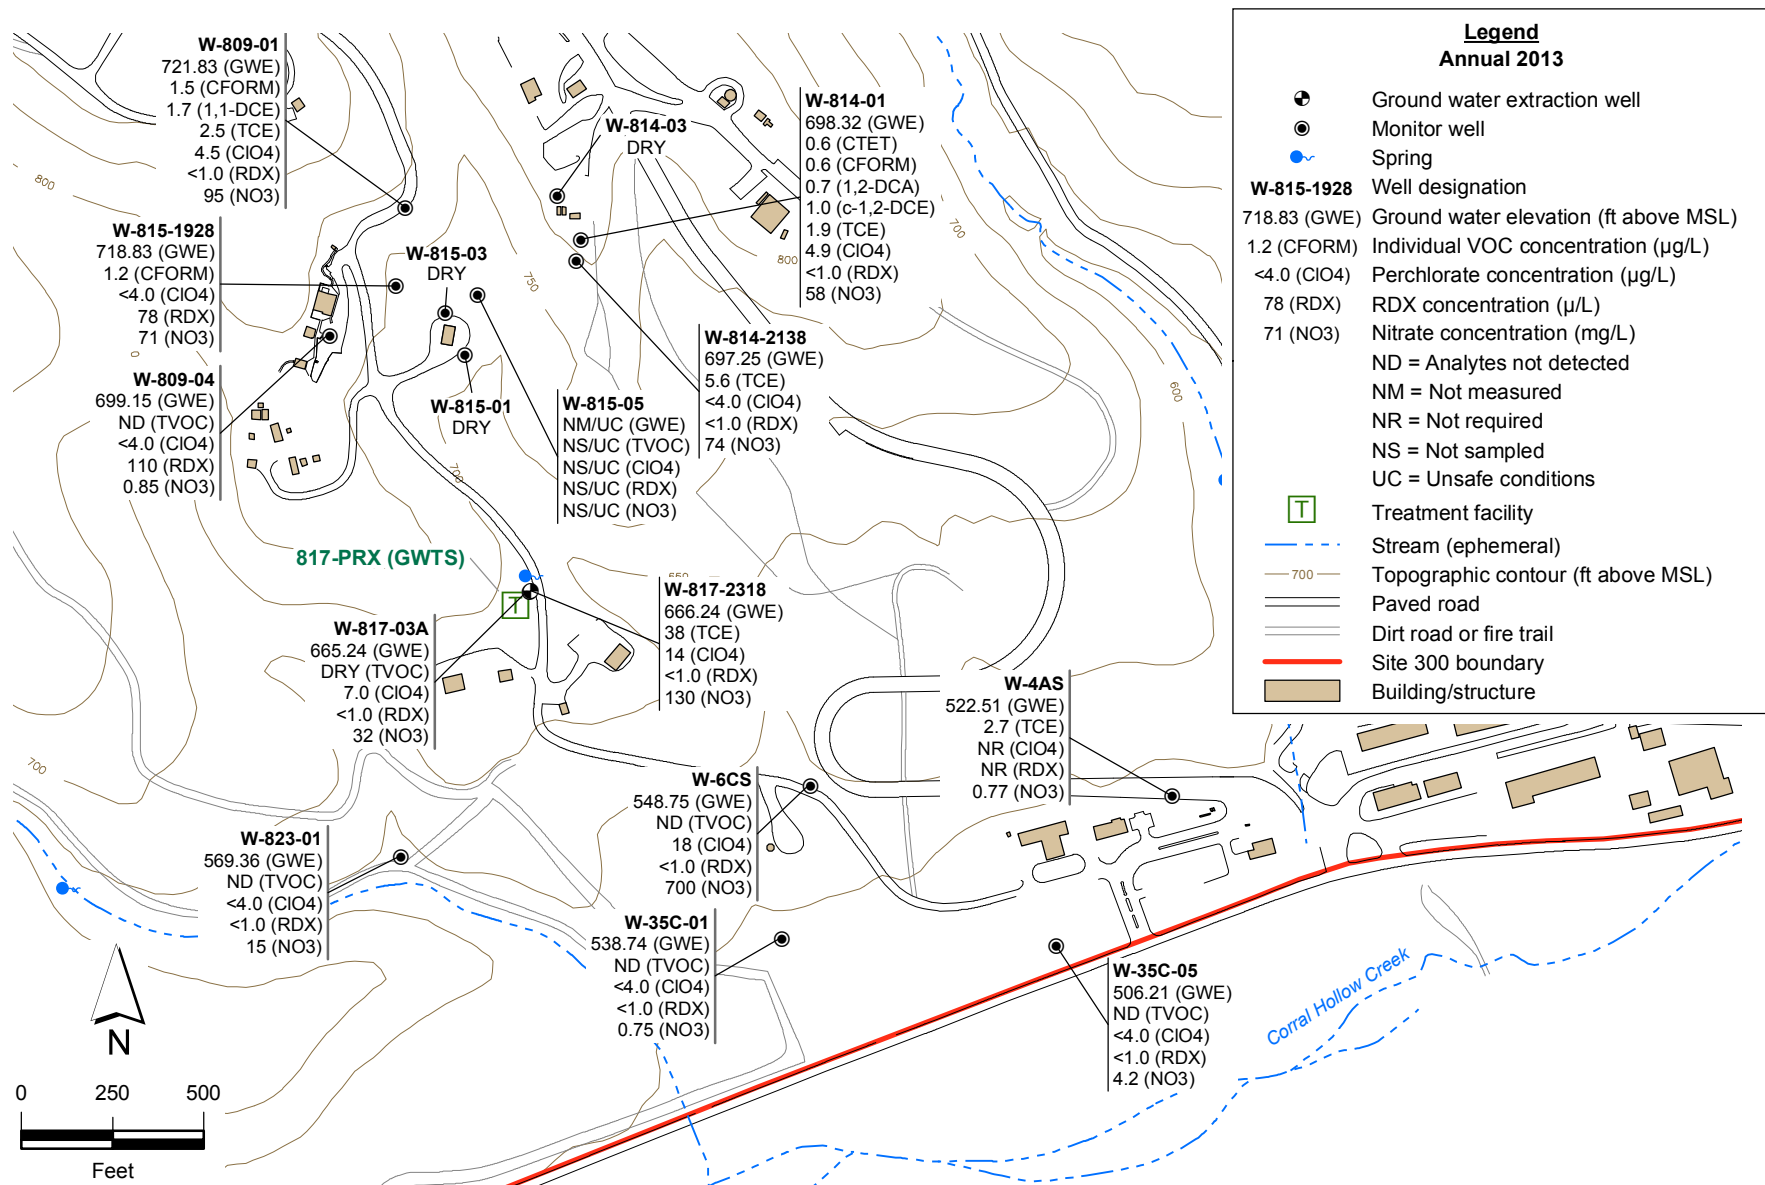 W-809-01
721.83 (GWE)
1.5 (CFORM)
1.7 (1,1-DCE)
2.5 (TCE)
4.5 (ClO4)
<1.0 (RDX)
95 (NO3)
W-815-1928
718.83 (GWE)
1.2 (CFORM)
<4.0 (ClO4)
78 (RDX)
71 (NO3)
W-809-04
699.15 (GWE)
ND (TVOC)
<4.0 (ClO4)
110 (RDX)
0.85 (NO3)
W-815-03
DRY
W-815-01
DRY
W-814-03
DRY
W-814-01
698.32 (GWE)
0.6 (CTET)
0.6 (CFORM)
0.7 (1,2-DCA)
1.0 (c-1,2-DCE)
1.9 (TCE)
4.9 (ClO4)
<1.0 (RDX)
58 (NO3)
W-814-2138
697.25 (GWE)
5.6 (TCE)
<4.0 (ClO4)
<1.0 (RDX)
74 (NO3)
W-815-05
NM/UC (GWE)
NS/UC (TVOC)
NS/UC (ClO4)
NS/UC (RDX)
NS/UC (NO3)
817-PRX (GWTS)
T
W-817-2318
666.24 (GWE)
38 (TCE)
14 (ClO4)
<1.0 (RDX)
130 (NO3)
W-817-03A
665.24 (GWE)
DRY (TVOC)
7.0 (ClO4)
<1.0 (RDX)
32 (NO3)
W-4AS
522.51 (GWE)
2.7 (TCE)
NR (ClO4)
NR (RDX)
0.77 (NO3)
W-6CS
548.75 (GWE)
ND (TVOC)
18 (ClO4)
<1.0 (RDX)
700 (NO3)
W-823-01
569.36 (GWE)
ND (TVOC)
<4.0 (ClO4)
<1.0 (RDX)
15 (NO3)
W-35C-01
538.74 (GWE)
ND (TVOC)
<4.0 (ClO4)
<1.0 (RDX)
0.75 (NO3)
W-35C-05
506.21 (GWE)
ND (TVOC)
<4.0 (ClO4)
<1.0 (RDX)
4.2 (NO3)
800
700
750
800
700
600
700
Corral Hollow Creek
N
0 250 500
Feet
Legend
Annual 2013
Ground water extraction well
Monitor well
Spring
W-815-1928 Well designation
718.83 (GWE) Ground water elevation (ft above MSL)
1.2 (CFORM) Individual VOC concentration (µg/L)
<4.0 (ClO4) Perchlorate concentration (µg/L)
78 (RDX) RDX concentration (µ/L)
71 (NO3) Nitrate concentration (mg/L)
ND = Analytes not detected
NM = Not measured
NR = Not required
NS = Not sampled
UC = Unsafe conditions
T Treatment facility
Stream (ephemeral)
700 Topographic contour (ft above MSL)
Paved road
Dirt road or fire trail
Site 300 boundary
Building/structure